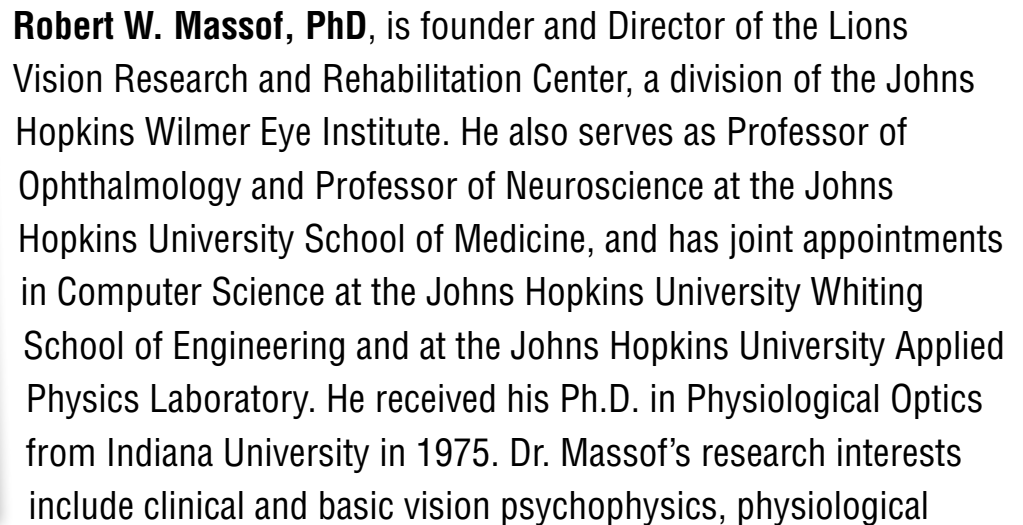 Robert W. Massof, PhD, is founder and Director of the Lions
Vision Research and Rehabilitation Center, a division of the Johns
Hopkins Wilmer Eye Institute. He also serves as Professor of
Ophthalmology and Professor of Neuroscience at the Johns
Hopkins University School of Medicine, and has joint appointments
in Computer Science at the Johns Hopkins University Whiting
School of Engineering and at the Johns Hopkins University Applied
Physics Laboratory. He received his Ph.D. in Physiological Optics
from Indiana University in 1975. Dr. Massof’s research interests
include clinical and basic vision psychophysics, physiological